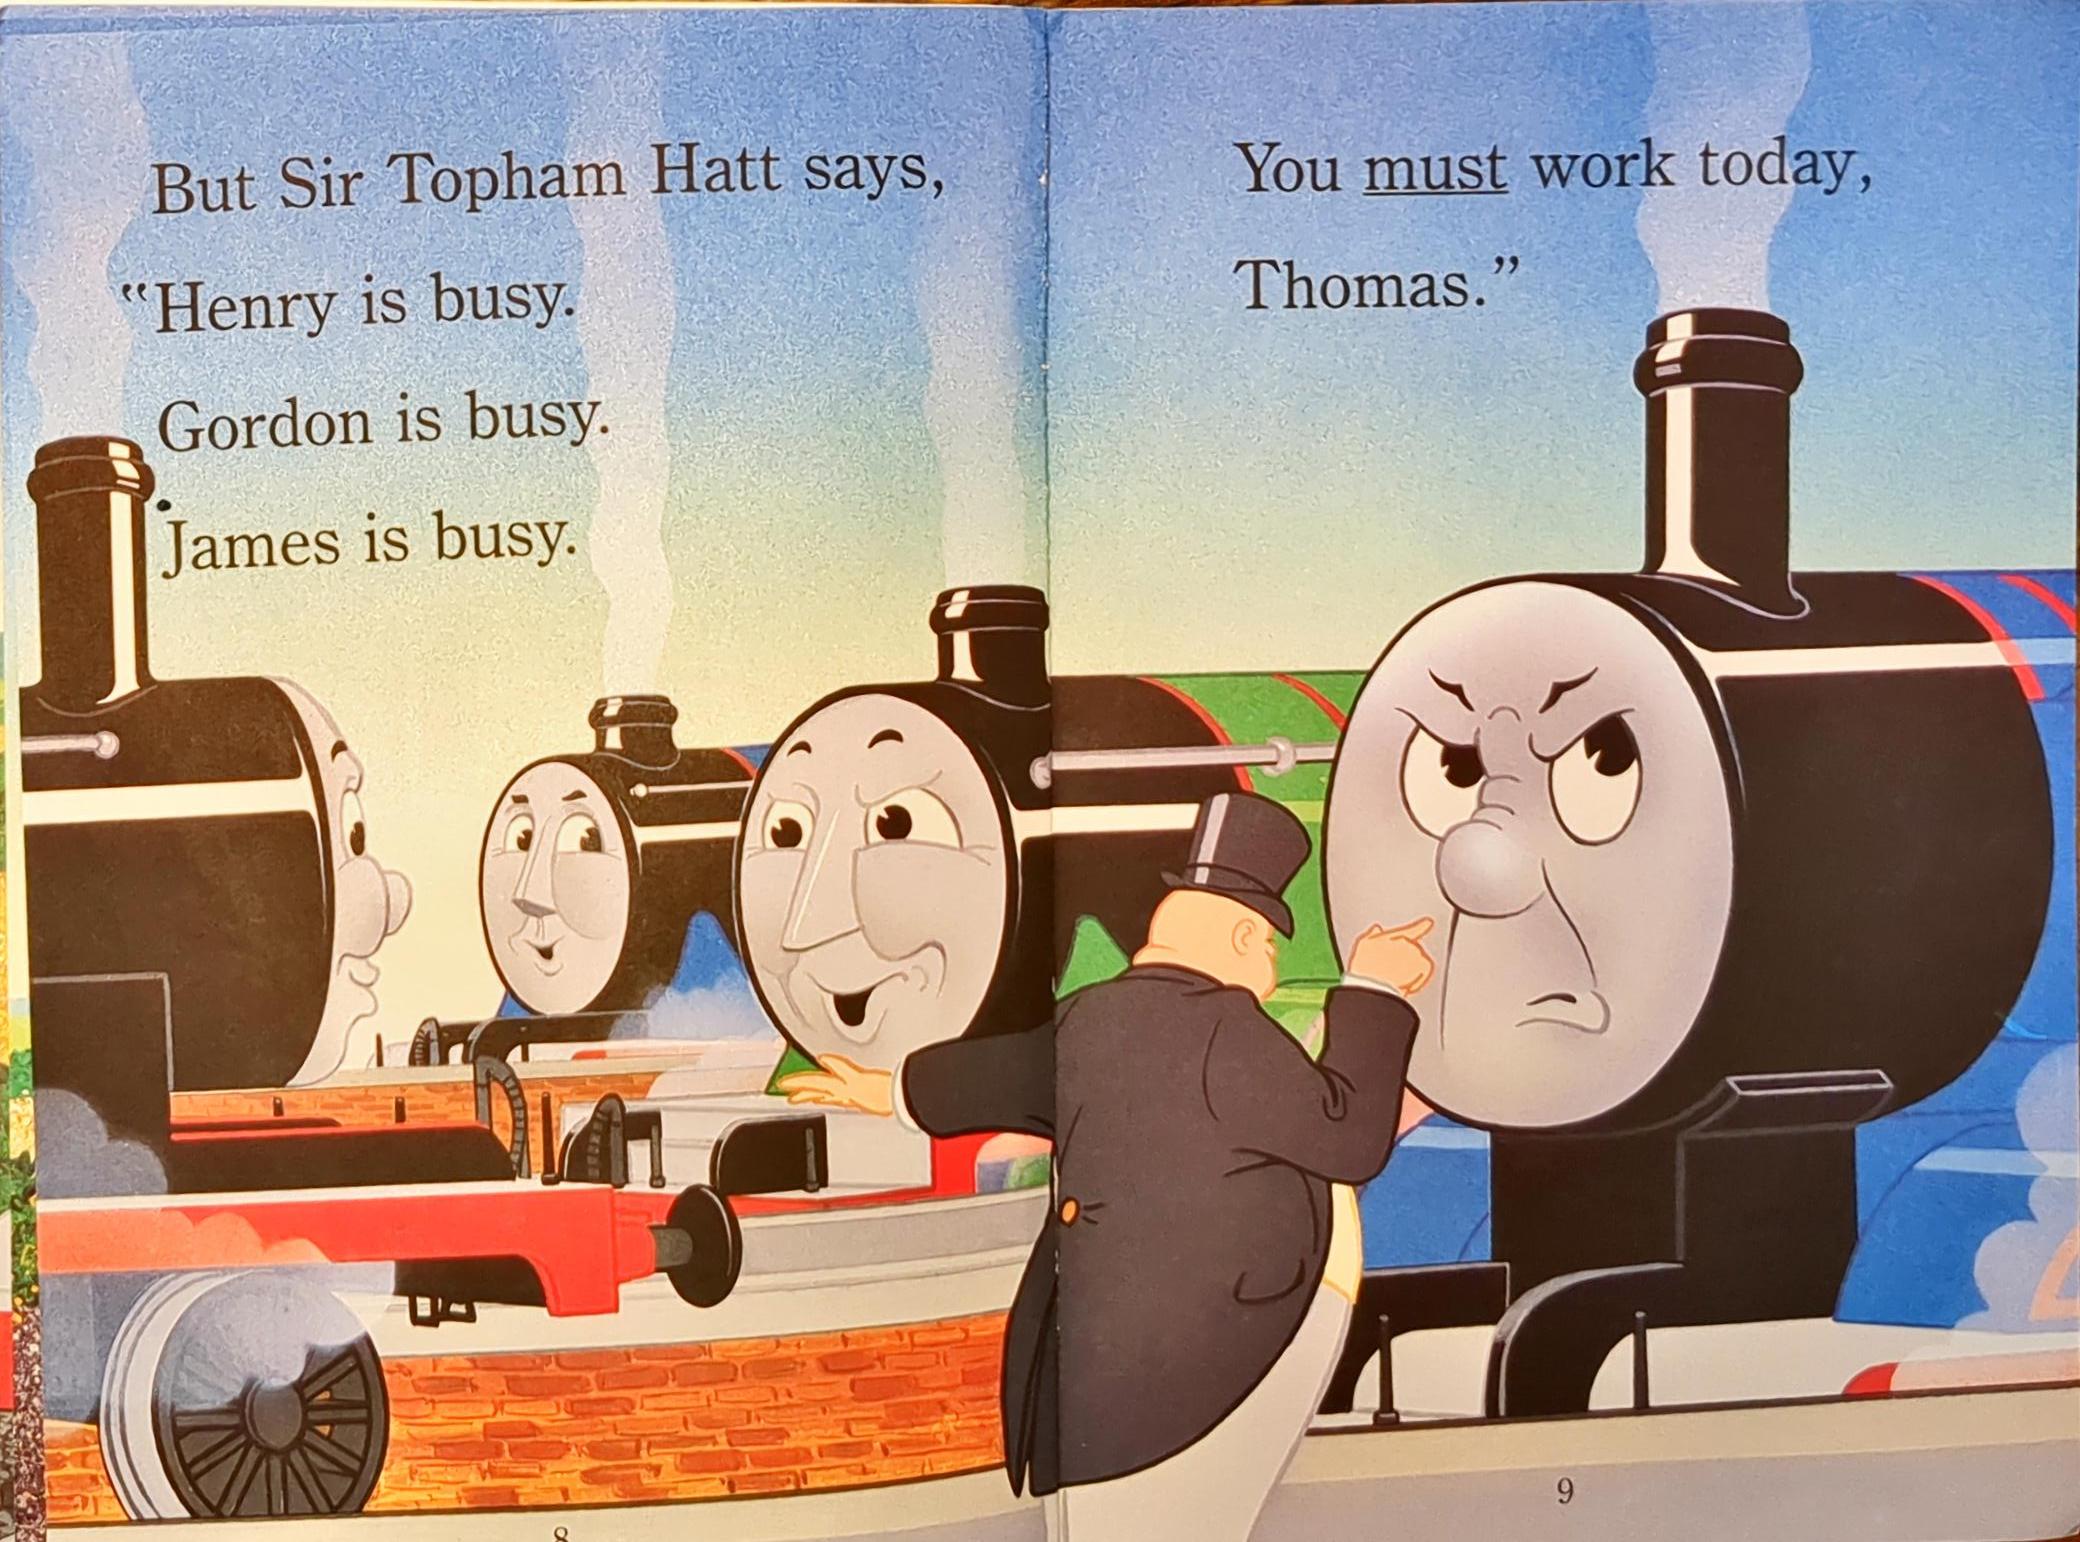 But Sir Topham Hatt says,
“Henry is busy.
Gordon is busy.
James is busy.
8
You must work today,
Thomas.”
9